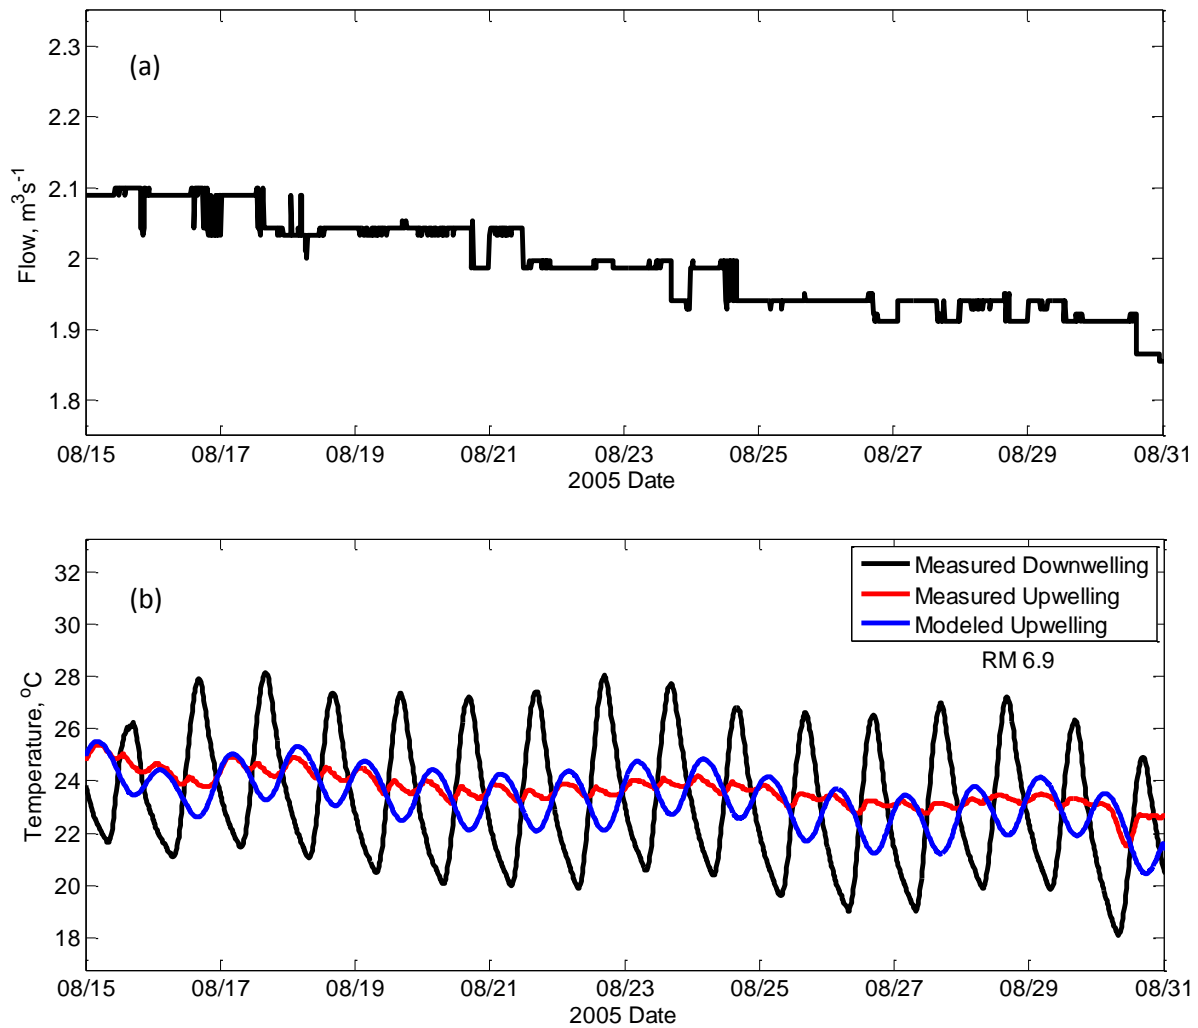 (a)
2.3
2.2
2.1
2
1.9
1.8
Flow, m³s⁻¹
08/15 08/17 08/19 08/21 08/23 08/25 08/27 08/29 08/31
2005 Date
(b)
Measured Downwelling
Measured Upwelling
Modeled Upwelling
RM 6.9
32
30
28
26
24
22
20
18
Temperature, ᵒC
08/15 08/17 08/19 08/21 08/23 08/25 08/27 08/29 08/31
2005 Date